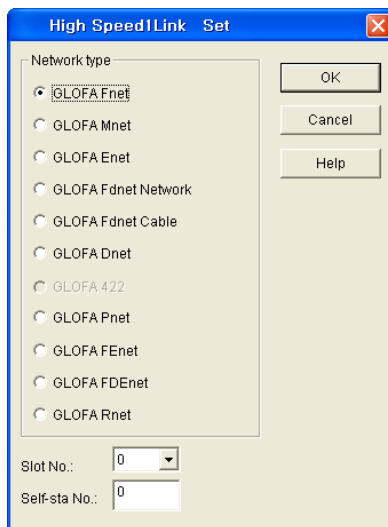 High Speed1Link Set
Network type
GLOFA Fnet
GLOFA Mnet
GLOFA Enet
GLOFA Fdnet Network
GLOFA Fdnet Cable
GLOFA Dnet
GLOFA 422
GLOFA Pnet
GLOFA FEnet
GLOFA FDEnet
GLOFA Rnet
OK
Cancel
Help
Slot No.: 0
Self-sta No.: 0